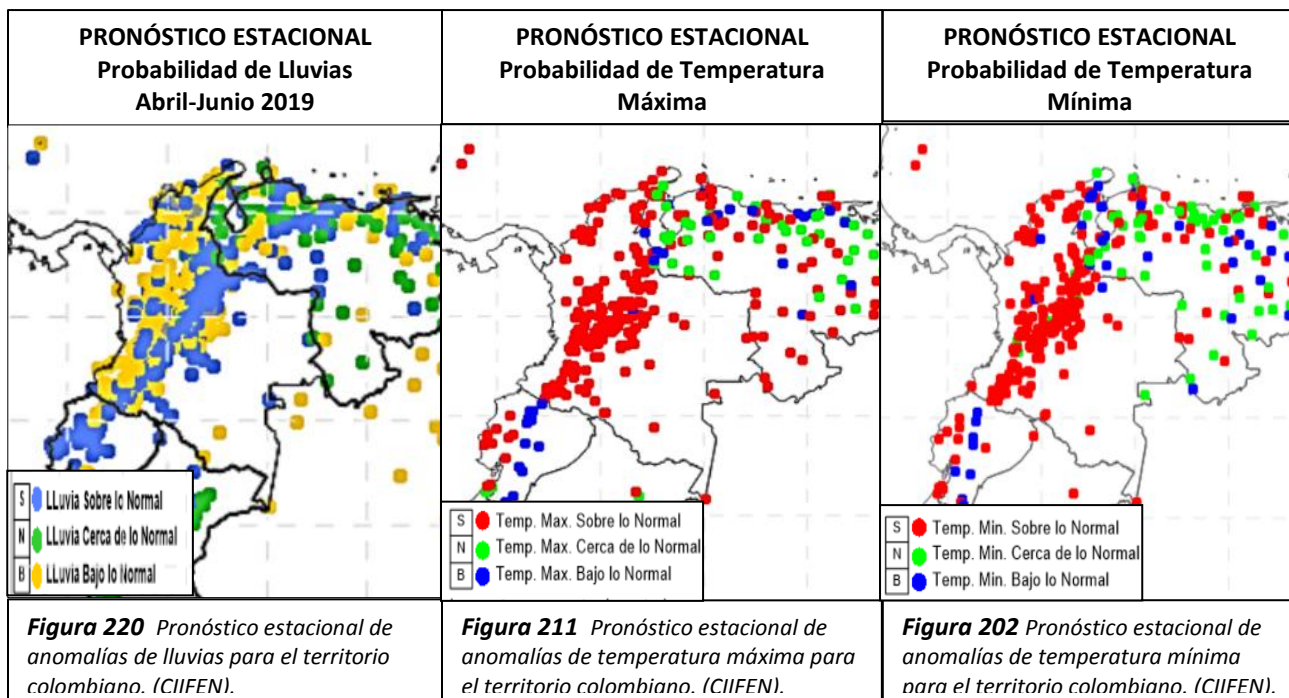 PRONÓSTICO ESTACIONAL
Probabilidad de Lluvias
Abril-Junio 2019
PRONÓSTICO ESTACIONAL
Probabilidad de Temperatura
Máxima
PRONÓSTICO ESTACIONAL
Probabilidad de Temperatura
Mínima
S LLuvia Sobre lo Normal
N LLuvia Cerca de lo Normal
B LLuvia Bajo lo Normal
S Temp. Max. Sobre lo Normal
N Temp. Max. Cerca de lo Normal
B Temp. Max. Bajo lo Normal
S Temp. Min. Sobre lo Normal
N Temp. Min. Cerca de lo Normal
B Temp. Min. Bajo lo Normal
Figura 220 Pronóstico estacional de
anomalías de lluvias para el territorio
colombiano. (CIIFEN).
Figura 211 Pronóstico estacional de
anomalías de temperatura máxima para
el territorio colombiano. (CIIFEN).
Figura 202 Pronóstico estacional de
anomalías de temperatura mínima
para el territorio colombiano. (CIIFEN).